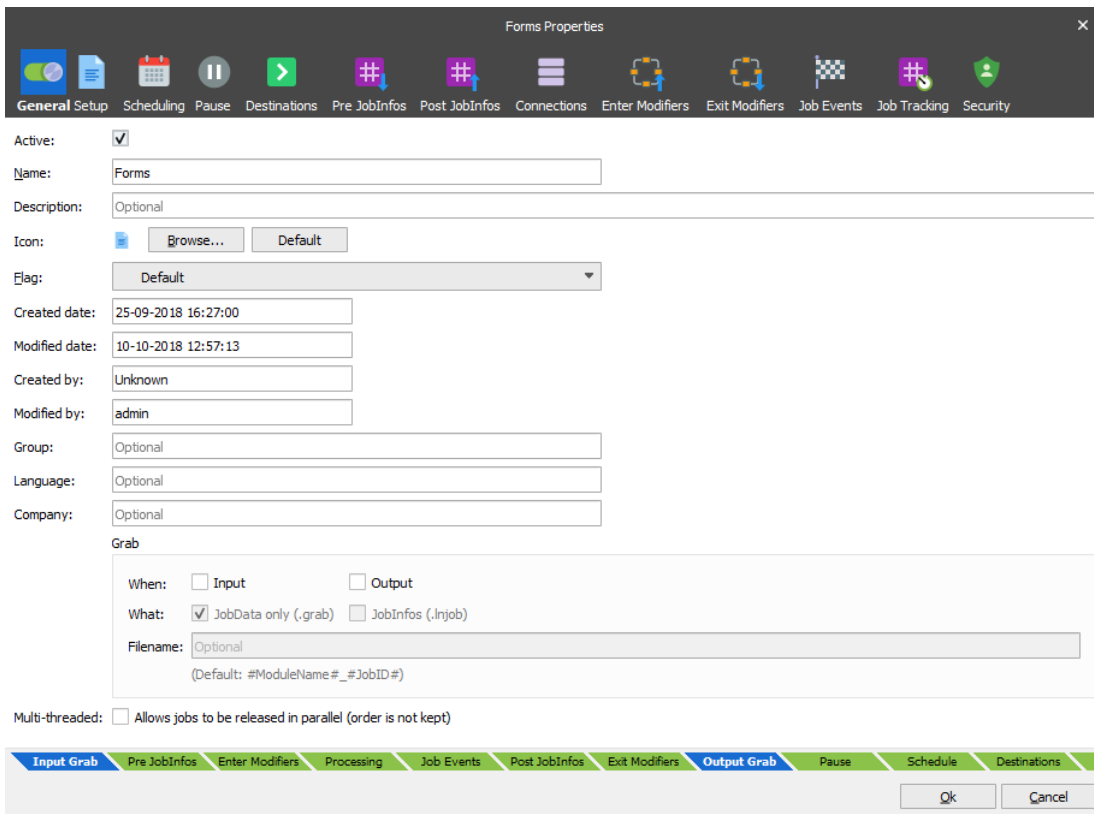 Forms Properties
General Setup Scheduling Pause Destinations Pre JobInfos Post JobInfos Connections Enter Modifiers Exit Modifiers Job Events Job Tracking Security
Active:
Name: Forms
Description: Optional
Icon: Browse... Default
Flag: Default
Created date: 25-09-2018 16:27:00
Modified date: 10-10-2018 12:57:13
Created by: Unknown
Modified by: admin
Group: Optional
Language: Optional
Company: Optional
Grab
When: Input Output
What: JobData only (.grab) JobInfos (.lnjob)
Filename: Optional
(Default: #ModuleName#_#JobID#)
Multi-threaded: Allows jobs to be released in parallel (order is not kept)
Input Grab Pre JobInfos Enter Modifiers Processing Job Events Post JobInfos Exit Modifiers Output Grab Pause Schedule Destinations
Ok Cancel